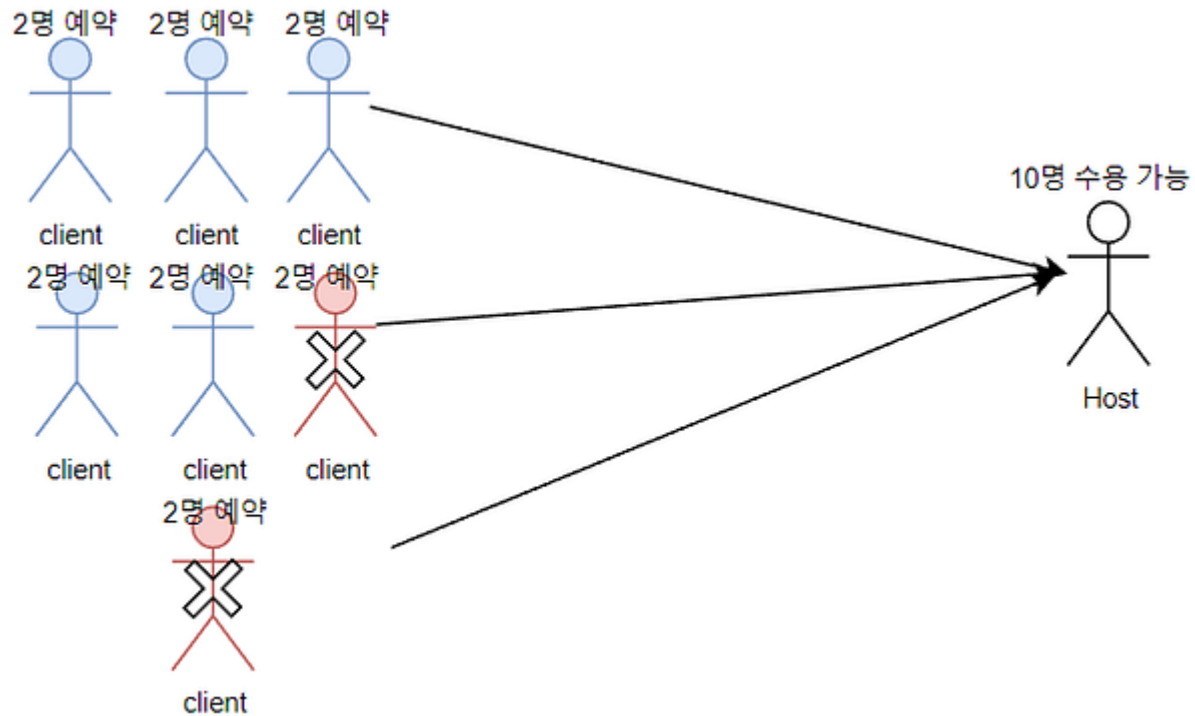 2명 예약 2명 예약 2명 예약
10명 수용 가능
client client client
2명 예약 2명 예약 2명 예약
Host
client client client
2명 예약
client